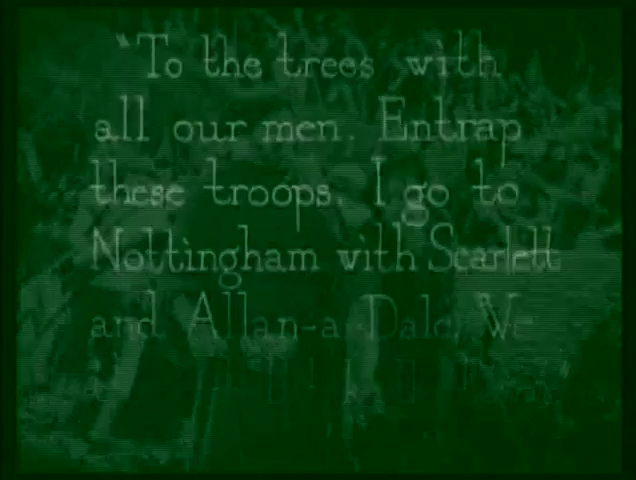 "To the trees with
all our men. Entrap
these troops. I go to
Nottingham with Scarlett
and Allan-a-Dale. We